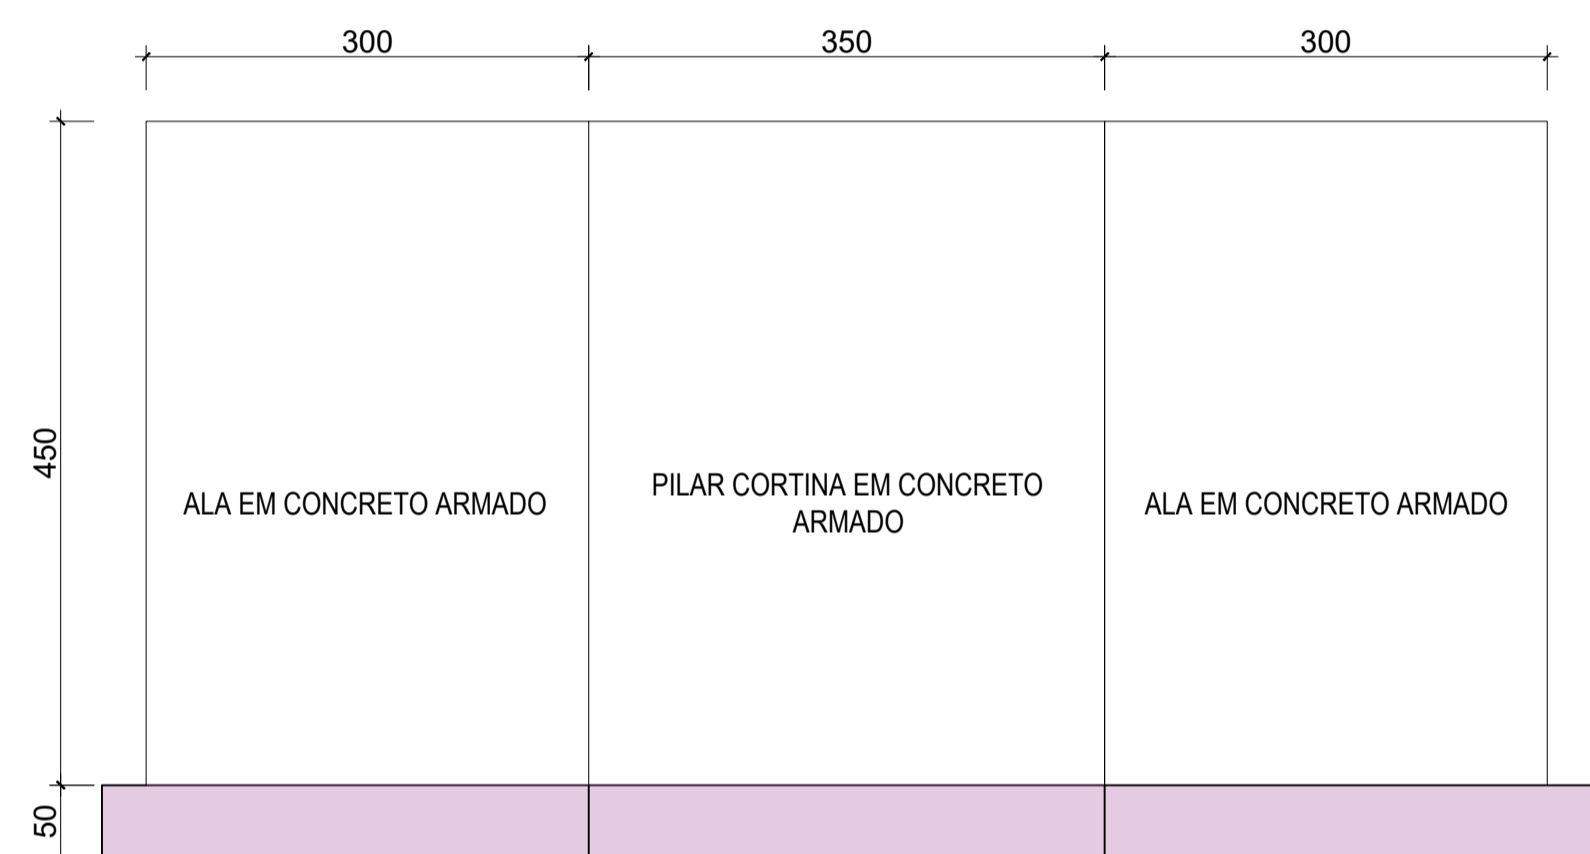 300
350
300
450
ALA EM CONCRETO ARMADO
PILAR CORTINA EM CONCRETO
ARMADO
ALA EM CONCRETO ARMADO
50